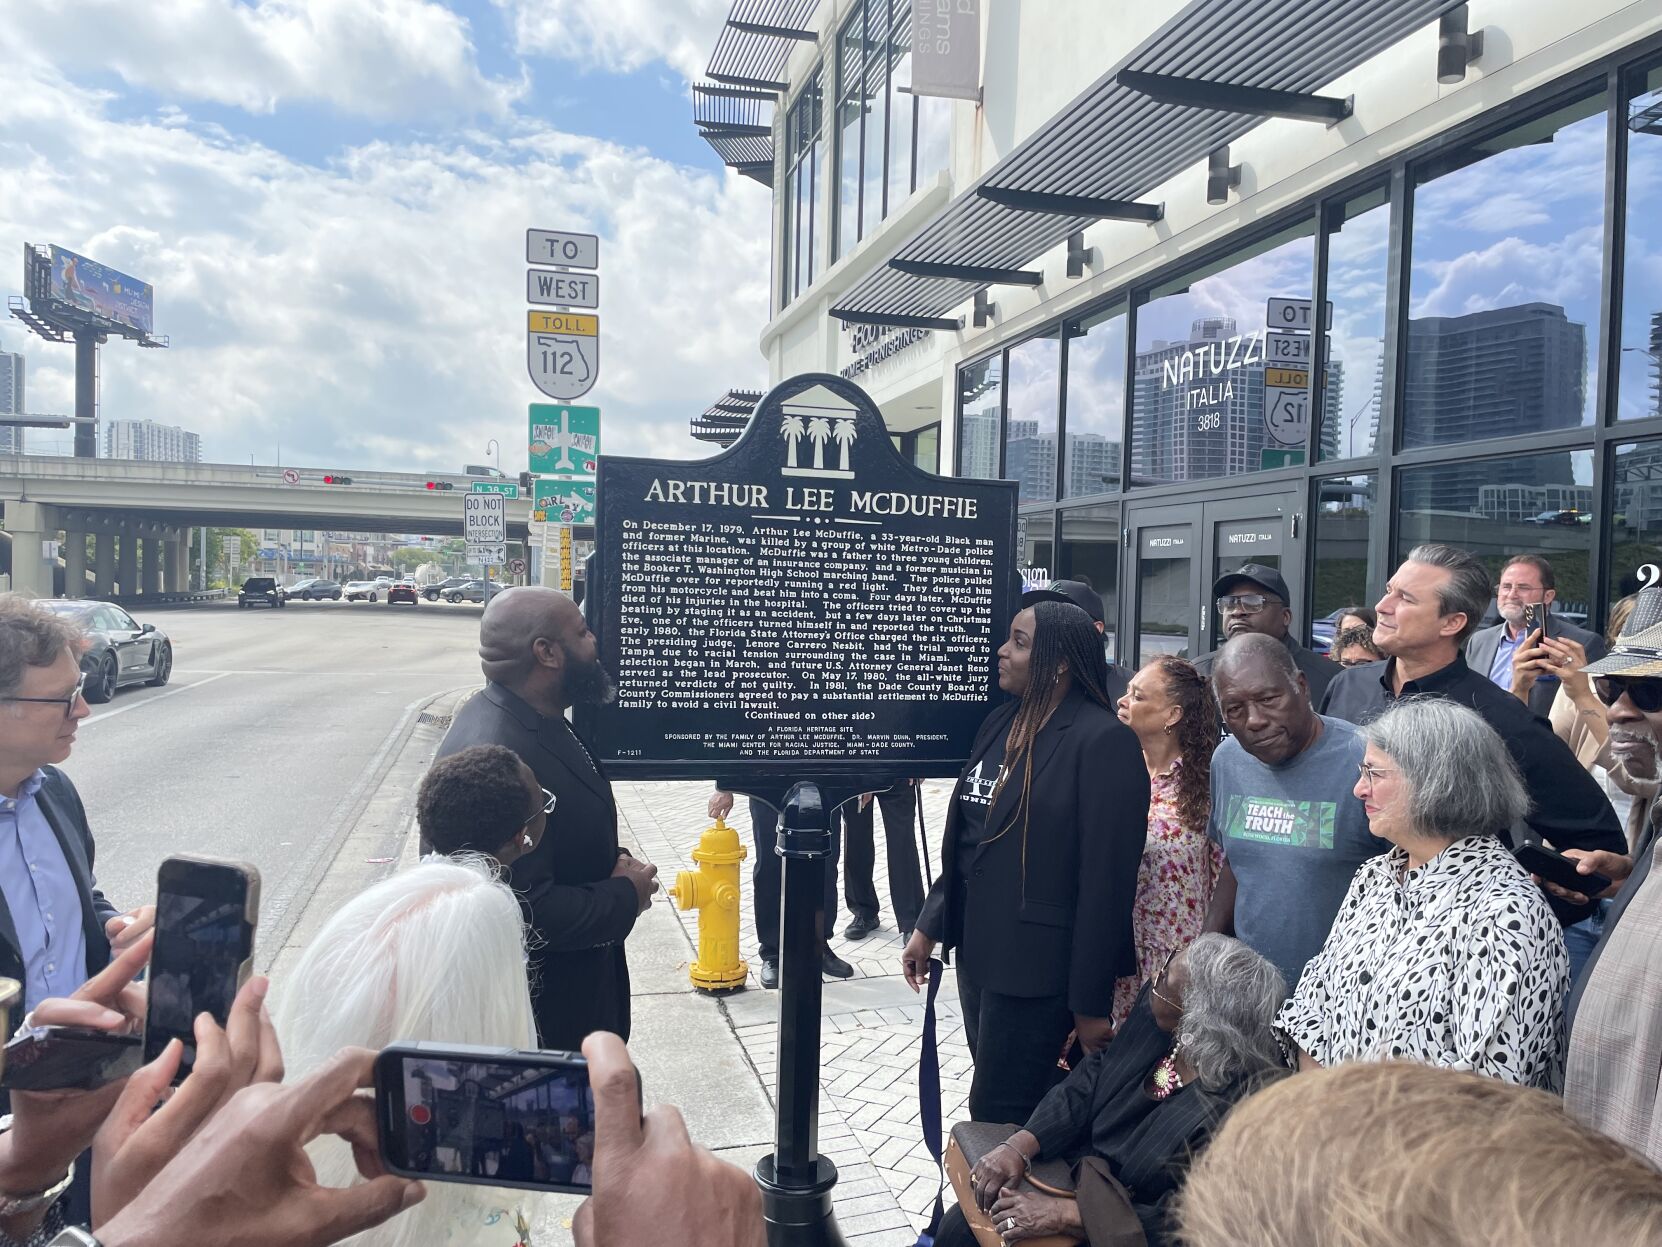 TO
WEST
TOLL
112
N 38 ST
DO NOT
BLOCK
INTERSECTION
NATUZZI
ITALIA
3818
TO
WEST
TOLL
112
NATUZZI ITALIA
NATUZZI ITALIA
HOME FURNISHINGS
ARTHUR LEE MCDUFFIE
On December 17, 1979, Arthur Lee McDuffie, a 33-year-old Black man
and former Marine, was killed by a group of white Metro-Dade police
officers at this location. McDuffie was a father to three young children,
the associate manager of an insurance company, and a former musician in
the Booker T. Washington High School marching band. The police pulled
McDuffie over for reportedly running a red light. They dragged him
from his motorcycle and beat him into a coma. Four days later, McDuffie
died of his injuries in the hospital. The officers tried to cover up the
beating by staging it as an accident, but a few days later on Christmas
Eve, one of the officers turned himself in and reported the truth. In
early 1980, the Florida State Attorney's Office charged the six officers.
The presiding judge, Lenore Carrero Nesbit, had the trial moved to
Tampa due to racial tension surrounding the case in Miami. Jury
selection began in March, and future U.S. Attorney General Janet Reno
served as the lead prosecutor. On May 17, 1980, the all-white jury
returned verdicts of not guilty. In 1981, the Dade County Board of
County Commissioners agreed to pay a substantial settlement to McDuffie's
family to avoid a civil lawsuit.
(Continued on other side)
A FLORIDA HERITAGE SITE
SPONSORED BY THE FAMILY OF ARTHUR LEE MCDUFFIE, DR. MARVIN DUNN, PRESIDENT,
THE MIAMI CENTER FOR RACIAL JUSTICE, MIAMI-DADE COUNTY,
F-1211 AND THE FLORIDA DEPARTMENT OF STATE
TEACH the
TRUTH